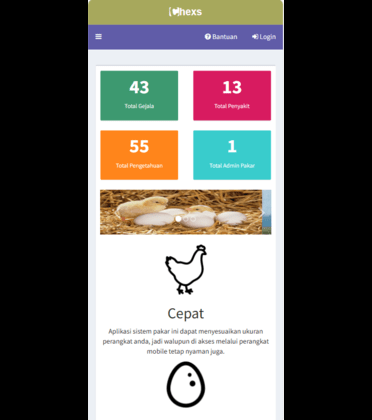 Chexs
Bantuan
Login
43
Total Gejala
13
Total Penyakit
55
Total Pengetahuan
1
Total Admin Pakar
Cepat
Aplikasi sistem pakar ini dapat menyesuaikan ukuran
perangkat anda, jadi walupun di akses melalui perangkat
mobile tetap nyaman juga.